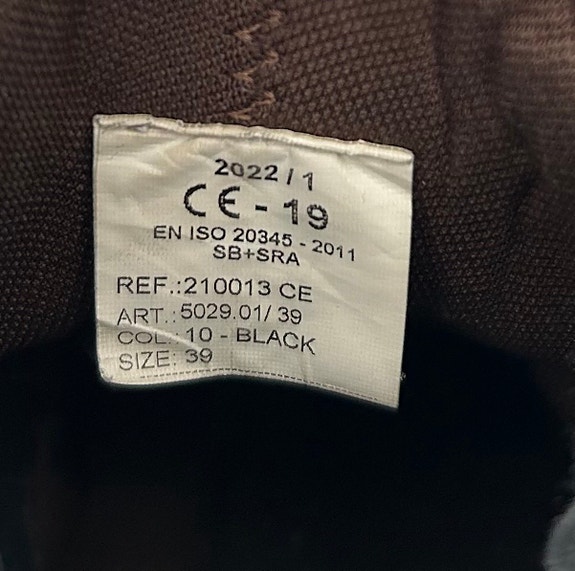 2022 / 1
CE - 19
EN ISO 20345 - 2011
SB+SRA
REF.:210013 CE
ART.: 5029.01/ 39
COL.: 10 - BLACK
SIZE: 39